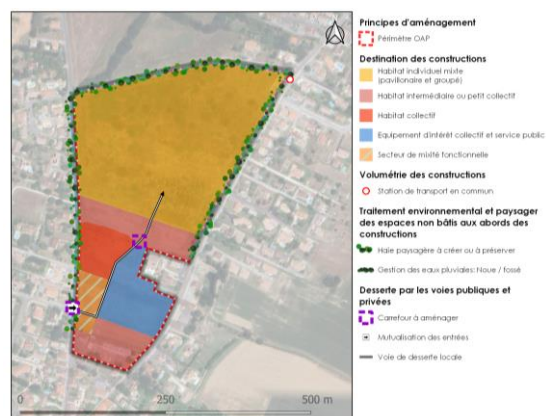 Principes d'aménagement
Périmètre OAP
Destination des constructions
Habitat individuel mixte
(pavillonaire et groupé)
Habitat intermédiaire ou petit collectif
Habitat collectif
Equipement d'intérêt collectif et service public
Secteur de mixité fonctionnelle
Volumétrie des constructions
Station de transport en commun
Traitement environnemental et paysager
des espaces non bâtis aux abords des
constructions
Haie paysagère à créer ou à préserver
Gestion des eaux pluviales: Noue / fossé
Desserte par les voies publiques et
privées
Carrefour à aménager
Mutualisation des entrées
Voie de desserte locale
0 250 500 m